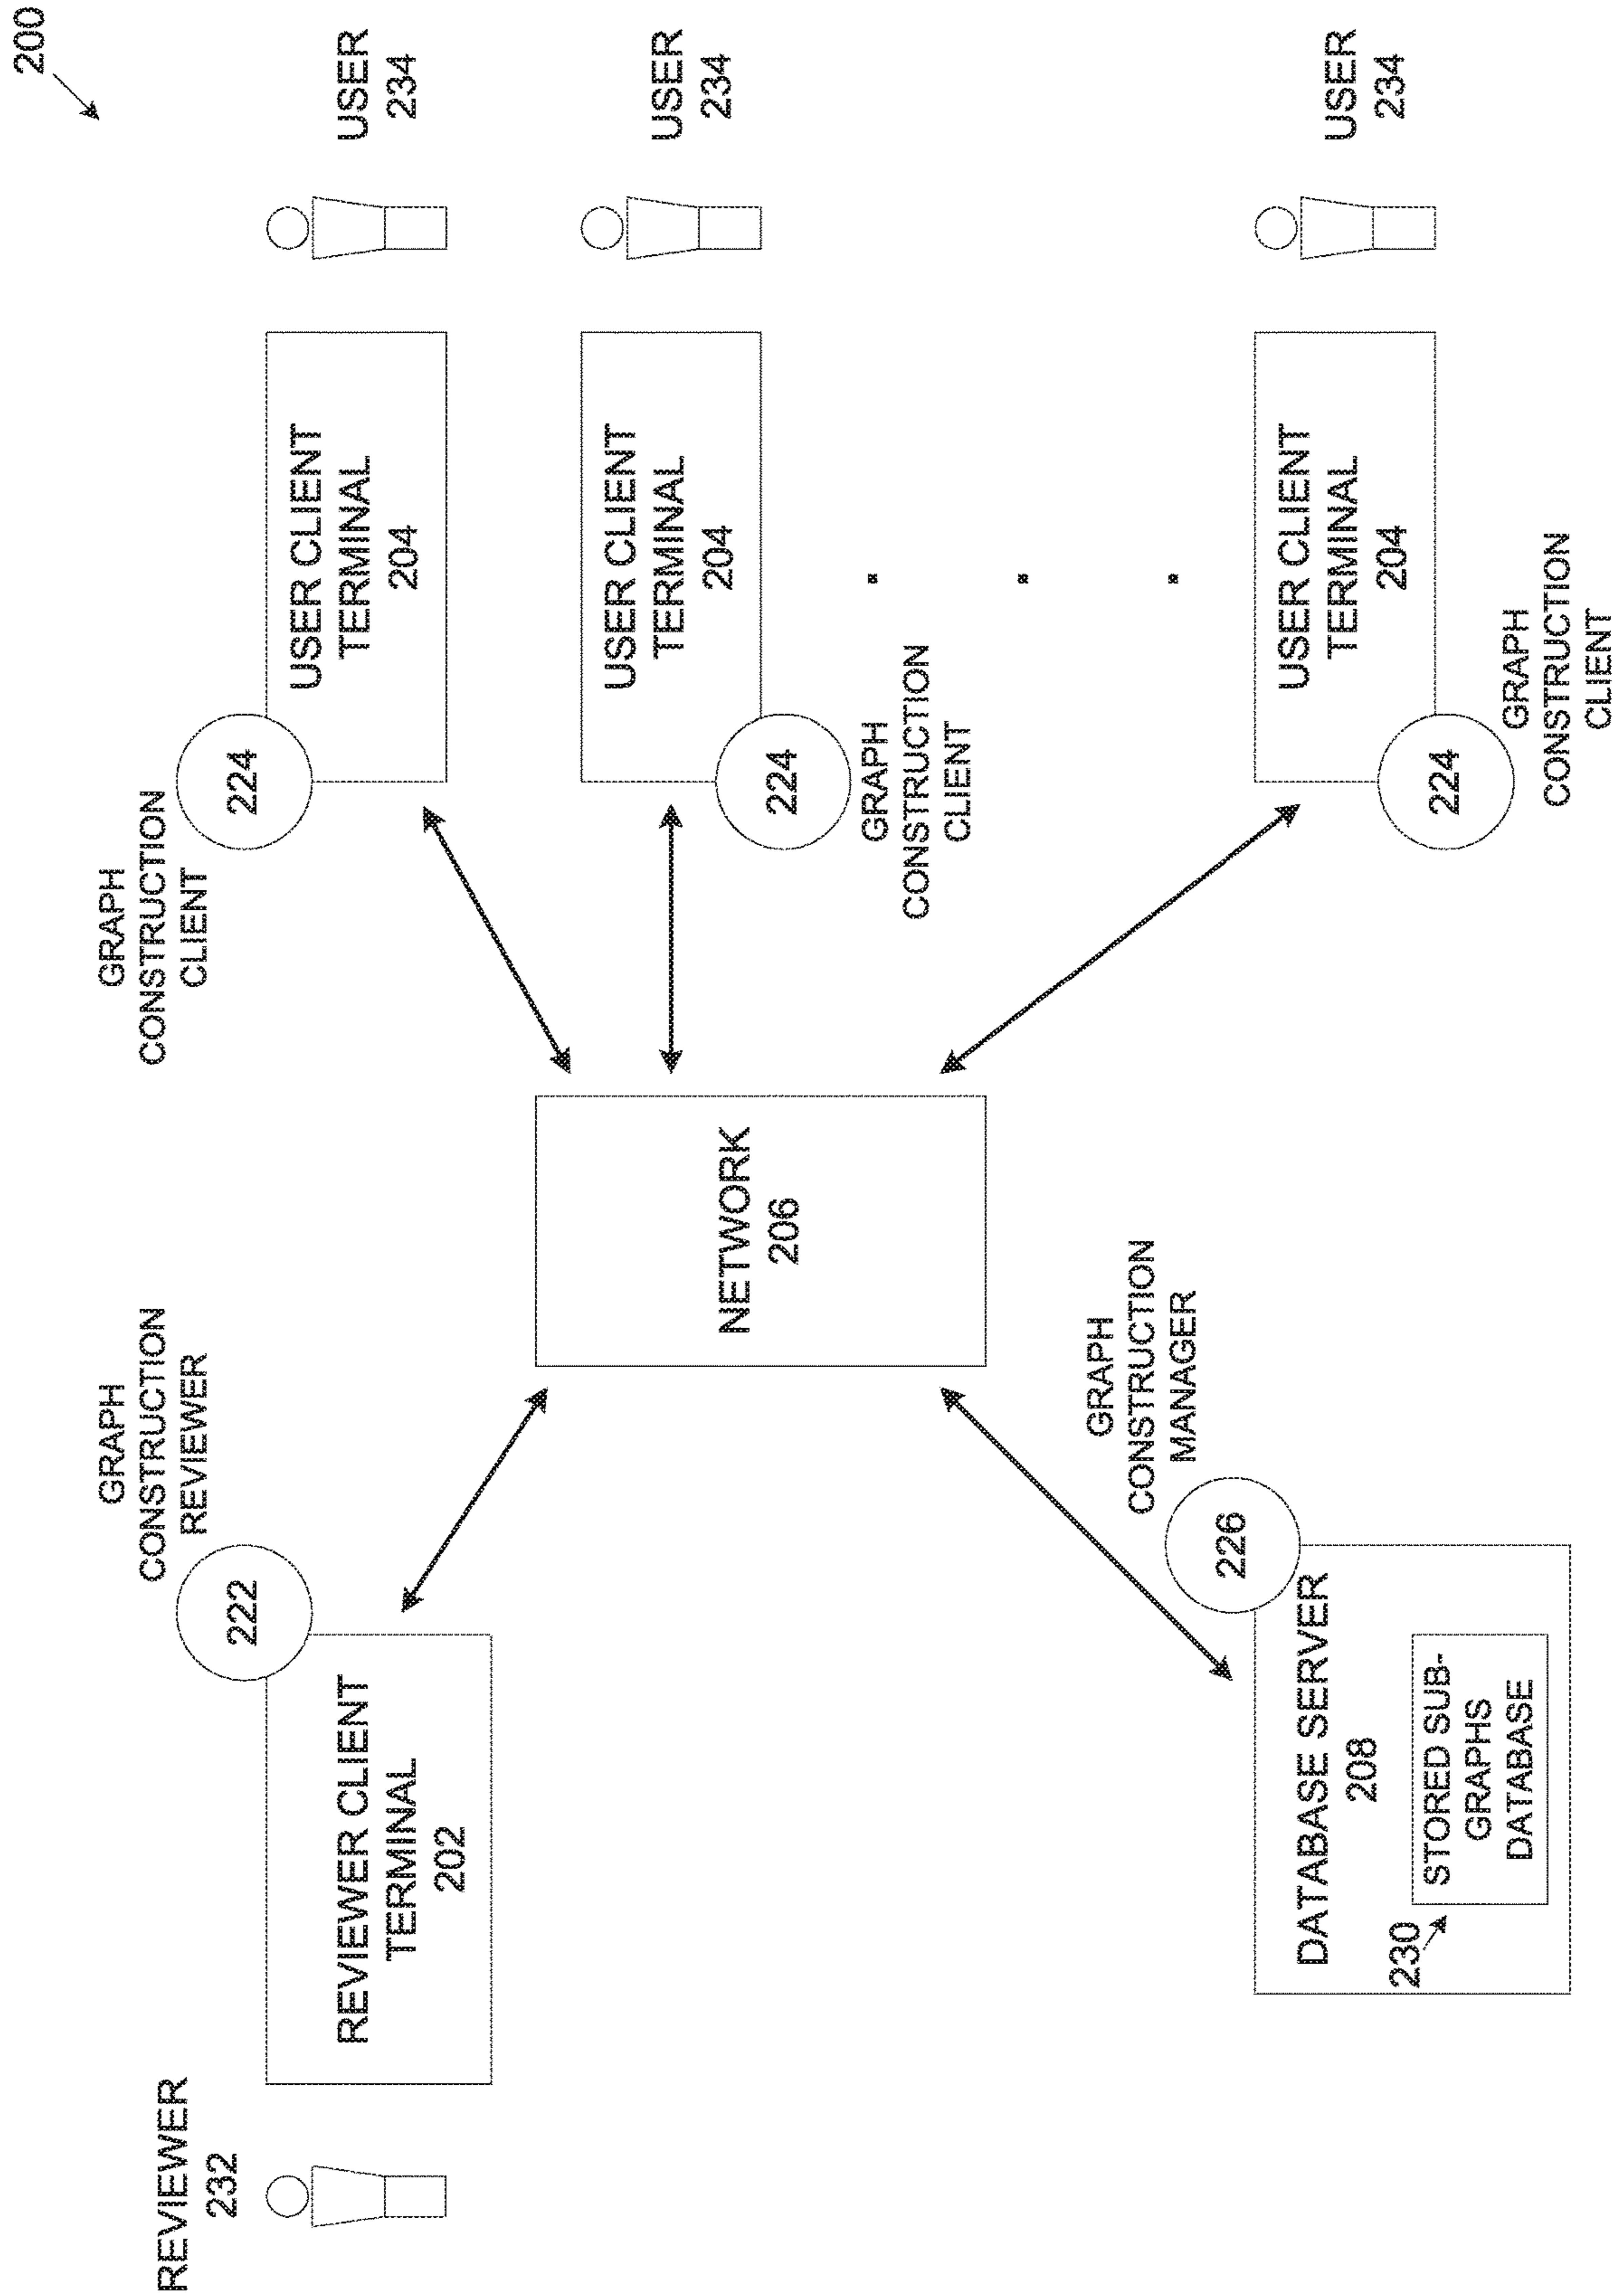 200
REVIEWER
232
REVIEWER CLIENT
TERMINAL
202
222
GRAPH
CONSTRUCTION
REVIEWER
NETWORK
206
GRAPH
CONSTRUCTION
CLIENT
224
USER CLIENT
TERMINAL
204
USER
234
USER CLIENT
TERMINAL
204
224
GRAPH
CONSTRUCTION
CLIENT
USER
234
GRAPH
CONSTRUCTION
MANAGER
226
DATABASE SERVER
208
230
STORED SUB-
GRAPHS
DATABASE
USER CLIENT
TERMINAL
204
224
GRAPH
CONSTRUCTION
CLIENT
USER
234